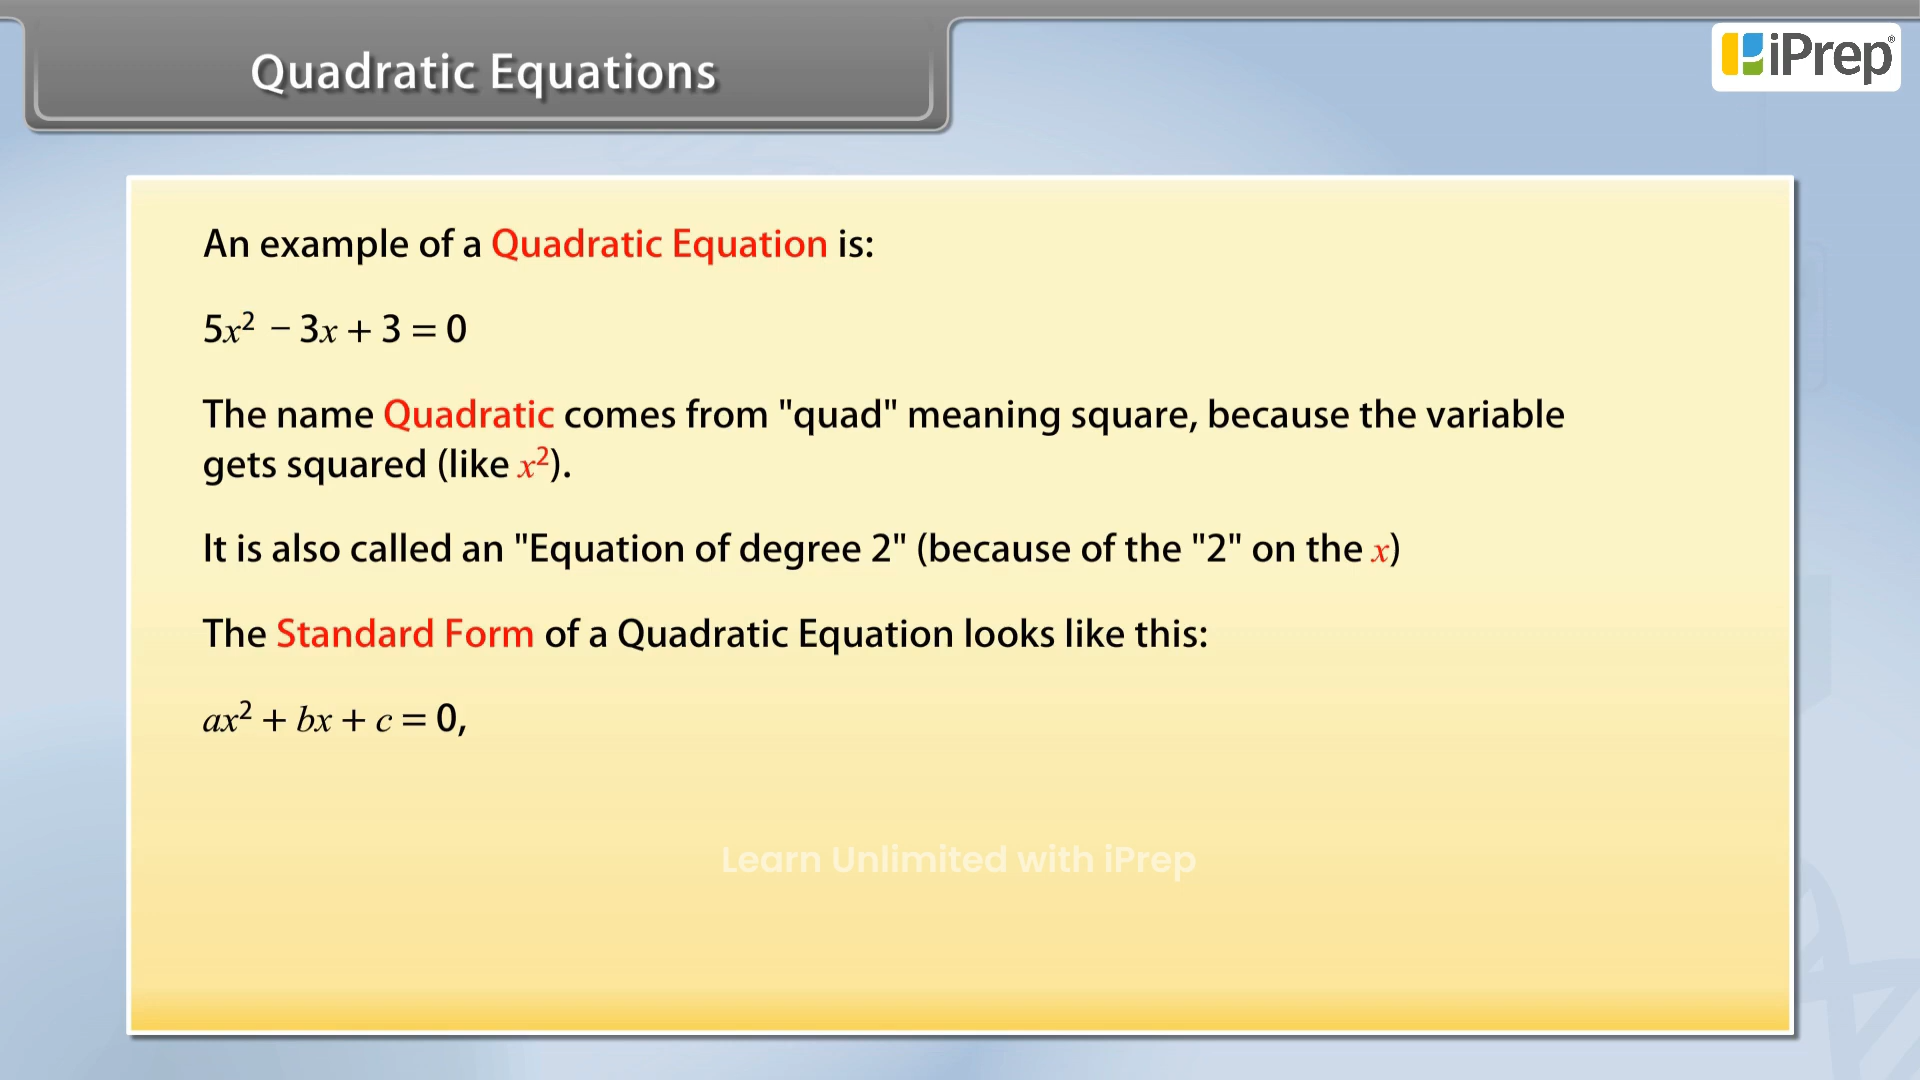 Quadratic Equations
iPrep®
An example of a Quadratic Equation is:
5x² − 3x + 3 = 0
The name Quadratic comes from "quad" meaning square, because the variable
gets squared (like x²).
It is also called an "Equation of degree 2" (because of the "2" on the x)
The Standard Form of a Quadratic Equation looks like this:
ax² + bx + c = 0,
Learn Unlimited with iPrep